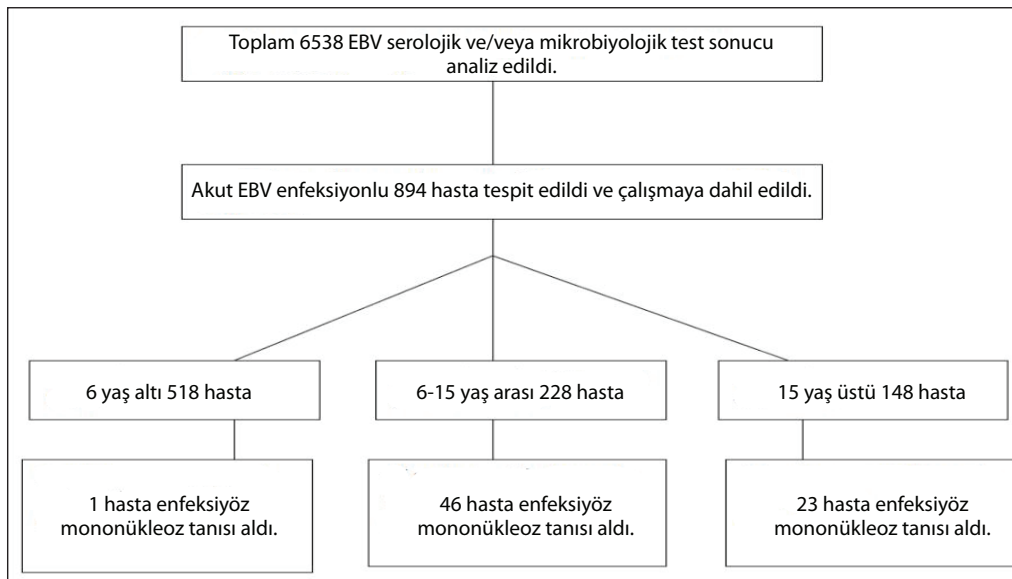 Toplam 6538 EBV serolojik ve/veya mikrobiyolojik test sonucu
analiz edildi.
Akut EBV enfeksiyonlu 894 hasta tespit edildi ve çalışmaya dahil edildi.
6 yaş altı 518 hasta
6-15 yaş arası 228 hasta
15 yaş üstü 148 hasta
1 hasta enfeksiyöz
mononükleoz tanısı aldı.
46 hasta enfeksiyöz
mononükleoz tanısı aldı.
23 hasta enfeksiyöz
mononükleoz tanısı aldı.